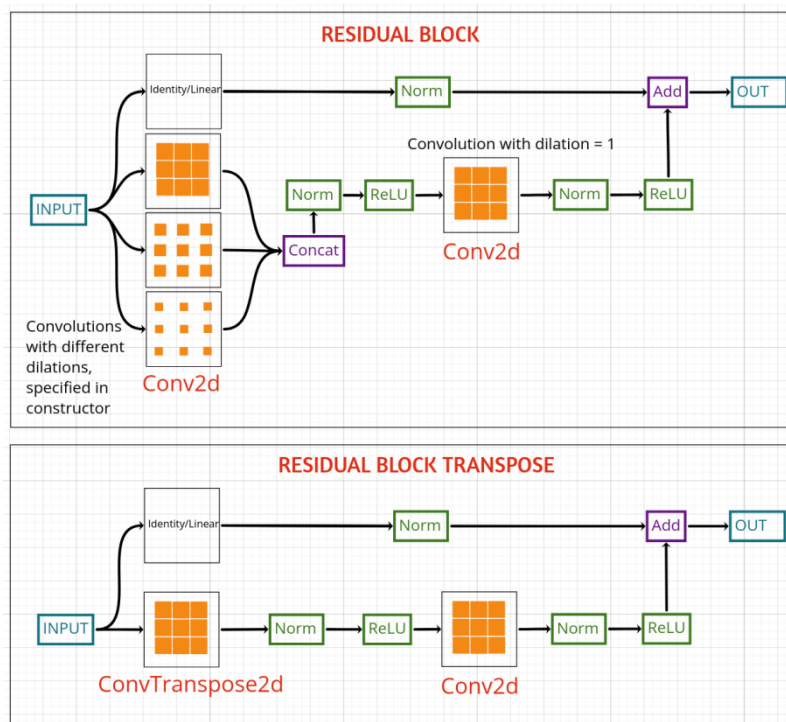 RESIDUAL BLOCK
Identity/Linear
Norm
Add
OUT
Convolution with dilation = 1
INPUT
Norm
ReLU
Norm
ReLU
Concat
Conv2d
Convolutions
with different
dilations,
specified in
constructor
Conv2d
RESIDUAL BLOCK TRANSPOSE
Identity/Linear
Norm
Add
OUT
INPUT
Norm
ReLU
Norm
ReLU
ConvTranspose2d
Conv2d